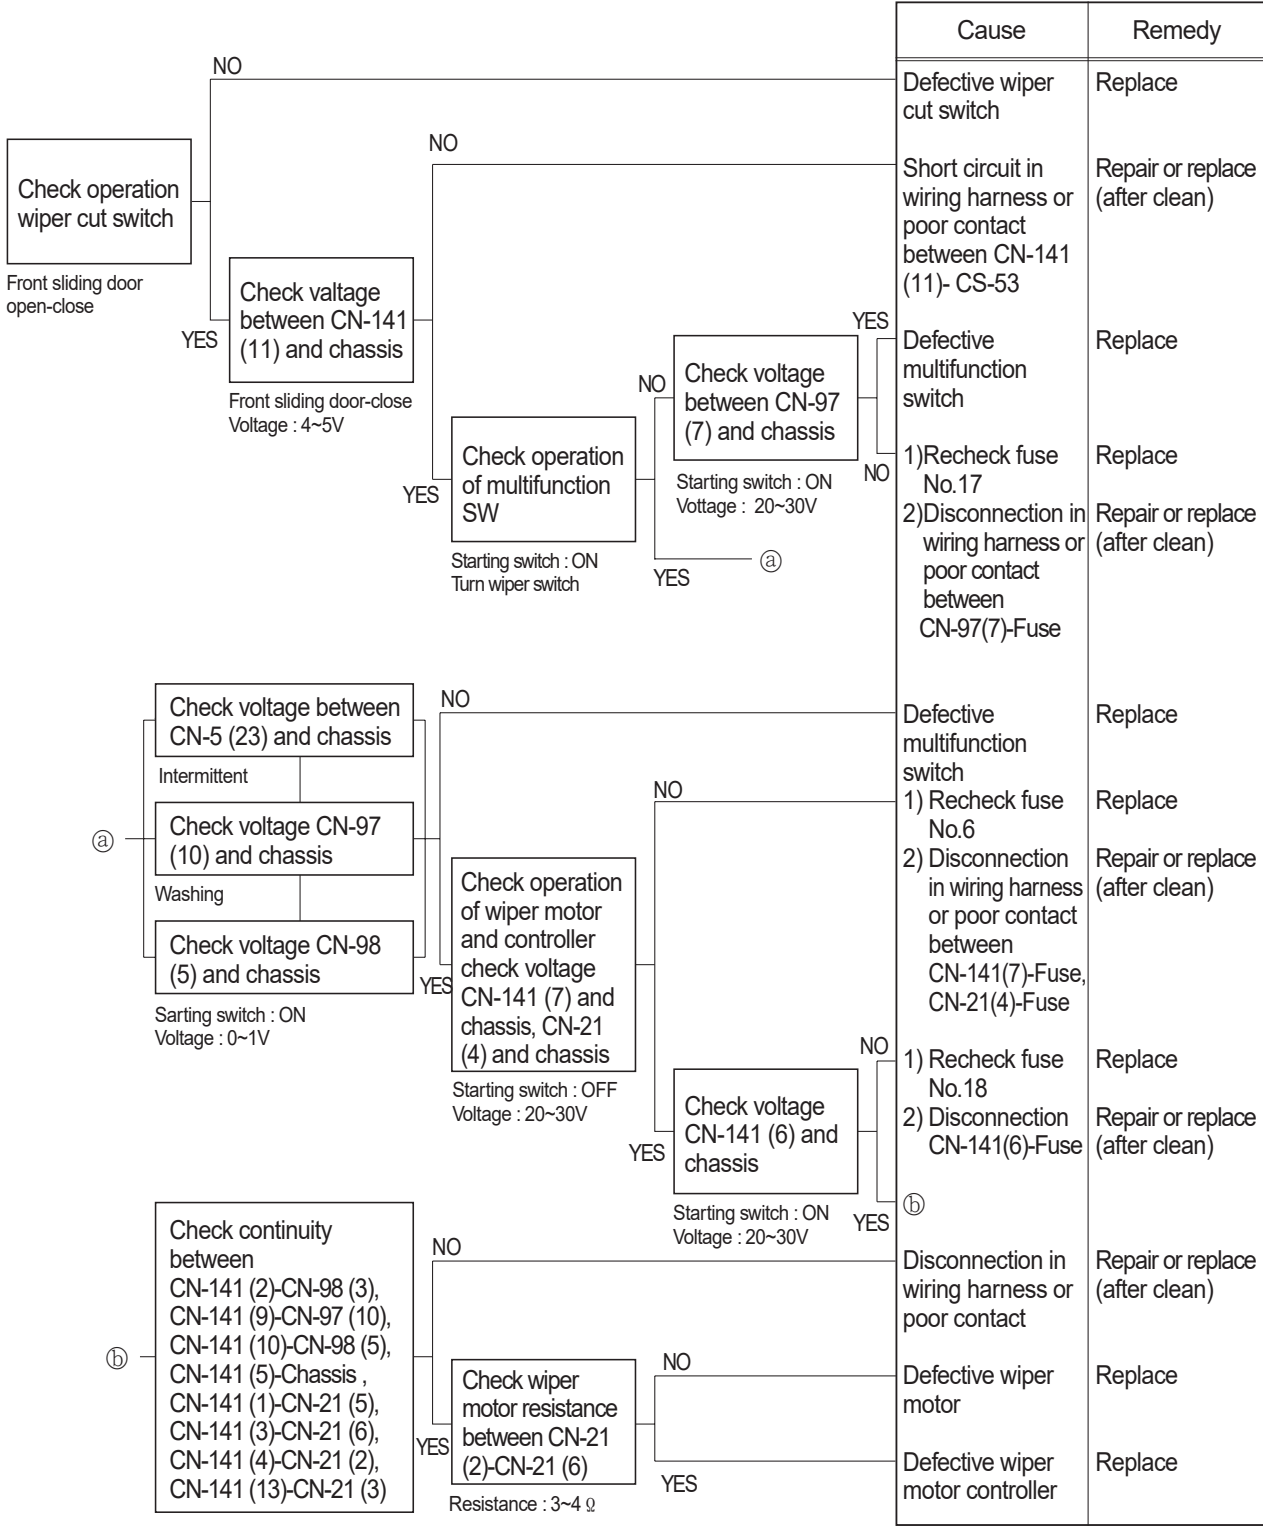 Cause
Remedy
NO
Defective wiper
cut switch
Replace
Check operation
wiper cut switch
Front sliding door
open-close
YES
NO
Short circuit in
wiring harness or
poor contact
between CN-141
(11)- CS-53
Repair or replace
(after clean)
Check valtage
between CN-141
(11) and chassis
Front sliding door-close
Voltage : 4~5V
YES
Check operation
of multifunction
SW
Starting switch : ON
Turn wiper switch
NO
YES
ⓐ
Check voltage
between CN-97
(7) and chassis
Starting switch : ON
Vottage : 20~30V
YES
Defective
multifunction
switch
Replace
NO
1)Recheck fuse
No.17
Replace
2)Disconnection in
wiring harness or
poor contact
between
CN-97(7)-Fuse
Repair or replace
(after clean)
ⓐ
Check voltage between
CN-5 (23) and chassis
Intermittent
Check voltage CN-97
(10) and chassis
Washing
Check voltage CN-98
(5) and chassis
Sarting switch : ON
Voltage : 0~1V
NO
Defective
multifunction
switch
Replace
YES
Check operation
of wiper motor
and controller
check voltage
CN-141 (7) and
chassis, CN-21
(4) and chassis
Starting switch : OFF
Voltage : 20~30V
NO
1) Recheck fuse
No.6
Replace
2) Disconnection
in wiring harness
or poor contact
between
CN-141(7)-Fuse,
CN-21(4)-Fuse
Repair or replace
(after clean)
YES
Check voltage
CN-141 (6) and
chassis
Starting switch : ON
Voltage : 20~30V
NO
1) Recheck fuse
No.18
Replace
2) Disconnection
CN-141(6)-Fuse
Repair or replace
(after clean)
YES
ⓑ
ⓑ
Check continuity
between
CN-141 (2)-CN-98 (3),
CN-141 (9)-CN-97 (10),
CN-141 (10)-CN-98 (5),
CN-141 (5)-Chassis ,
CN-141 (1)-CN-21 (5),
CN-141 (3)-CN-21 (6),
CN-141 (4)-CN-21 (2),
CN-141 (13)-CN-21 (3)
NO
Disconnection in
wiring harness or
poor contact
Repair or replace
(after clean)
YES
Check wiper
motor resistance
between CN-21
(2)-CN-21 (6)
Resistance : 3~4 Ω
NO
Defective wiper
motor
Replace
YES
Defective wiper
motor controller
Replace